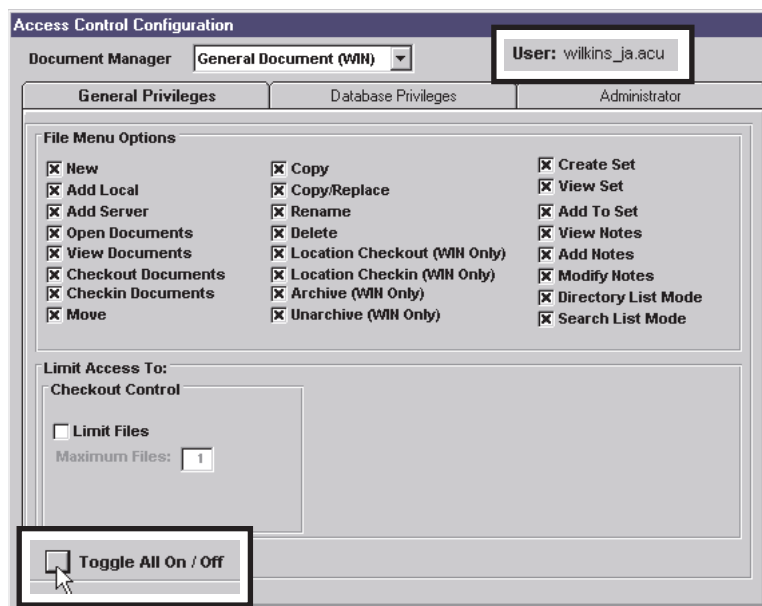 Access Control Configuration
Document Manager General Document (WIN)
User: wilkins_ja.acu
General Privileges Database Privileges Administrator
File Menu Options
New
Add Local
Add Server
Open Documents
View Documents
Checkout Documents
Checkin Documents
Move
Copy
Copy/Replace
Rename
Delete
Location Checkout (WIN Only)
Location Checkin (WIN Only)
Archive (WIN Only)
Unarchive (WIN Only)
Create Set
View Set
Add To Set
View Notes
Add Notes
Modify Notes
Directory List Mode
Search List Mode
Limit Access To:
Checkout Control
Limit Files
Maximum Files: 1
Toggle All On / Off